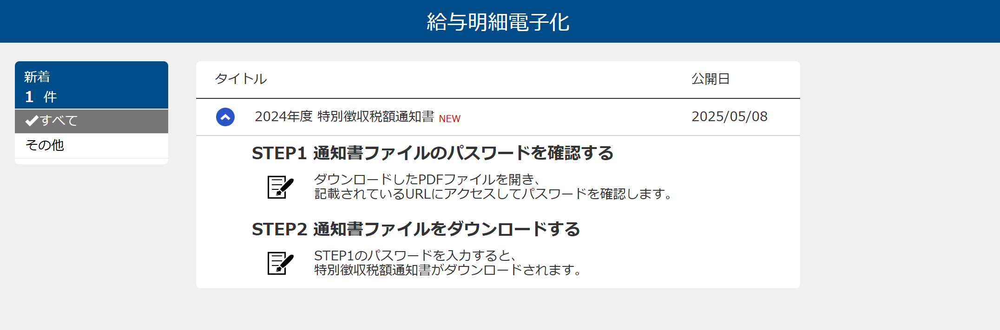 給与明細電子化
新着
1 件
すべて
その他
タイトル 公開日
2024年度 特別徴収税額通知書 NEW 2025/05/08
STEP1 通知書ファイルのパスワードを確認する
ダウンロードしたPDFファイルを開き、
記載されているURLにアクセスしてパスワードを確認します。
STEP2 通知書ファイルをダウンロードする
STEP1のパスワードを入力すると、
特別徴収税額通知書がダウンロードされます。